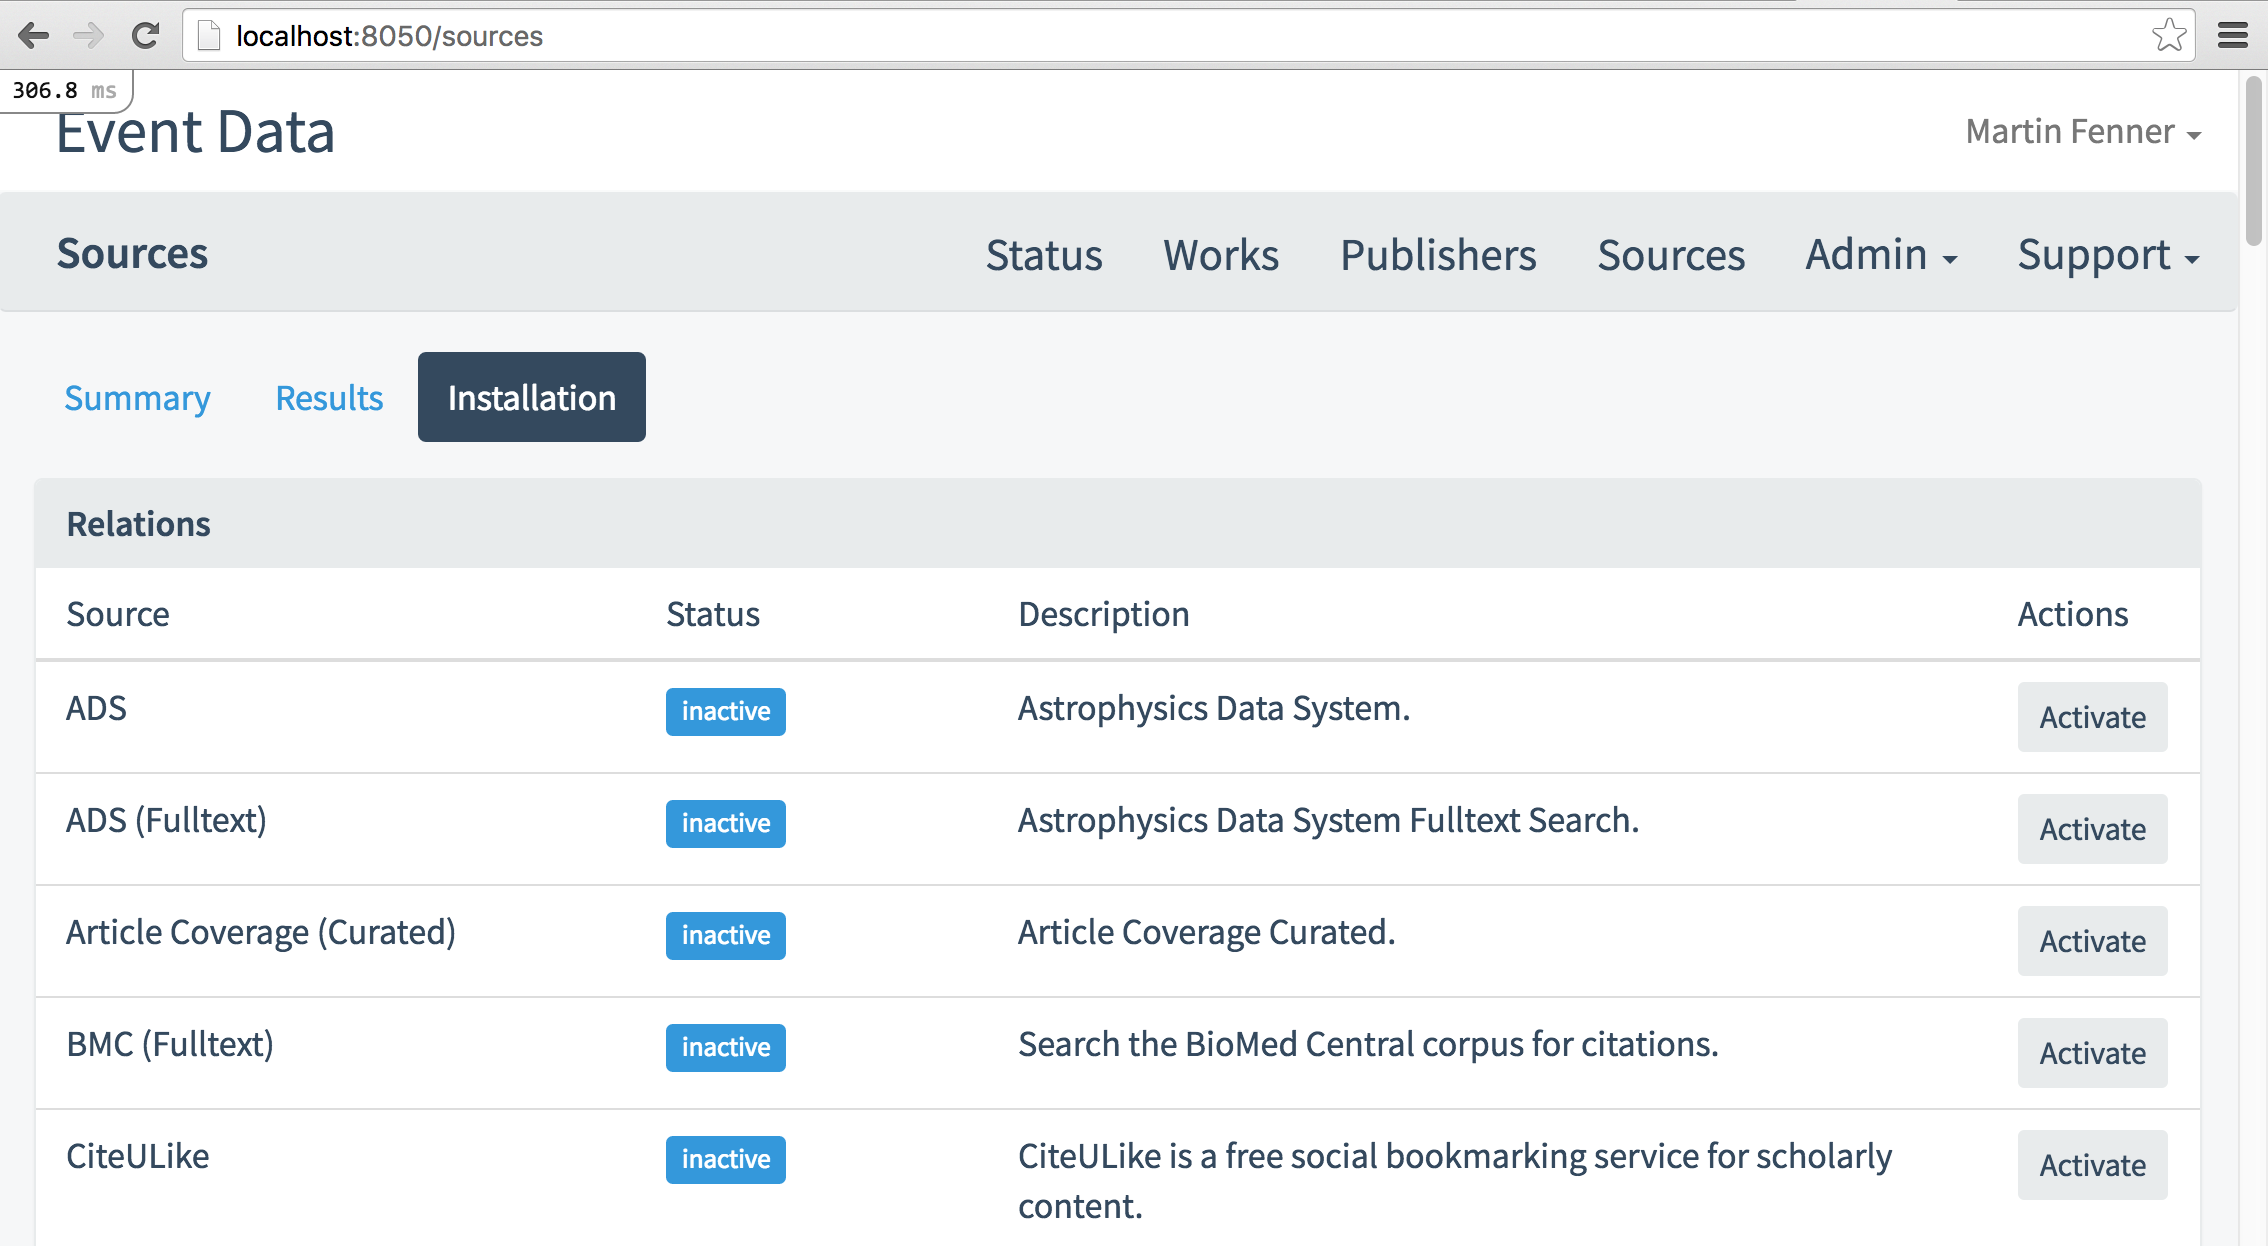 localhost:8050/sources
306.8 ms
Event Data
Martin Fenner
Sources
Status Works Publishers Sources Admin Support
Summary Results Installation
Relations
Source Status Description Actions
ADS inactive Astrophysics Data System. Activate
ADS (Fulltext) inactive Astrophysics Data System Fulltext Search. Activate
Article Coverage (Curated) inactive Article Coverage Curated. Activate
BMC (Fulltext) inactive Search the BioMed Central corpus for citations. Activate
CiteULike inactive CiteULike is a free social bookmarking service for scholarly Activate
content.